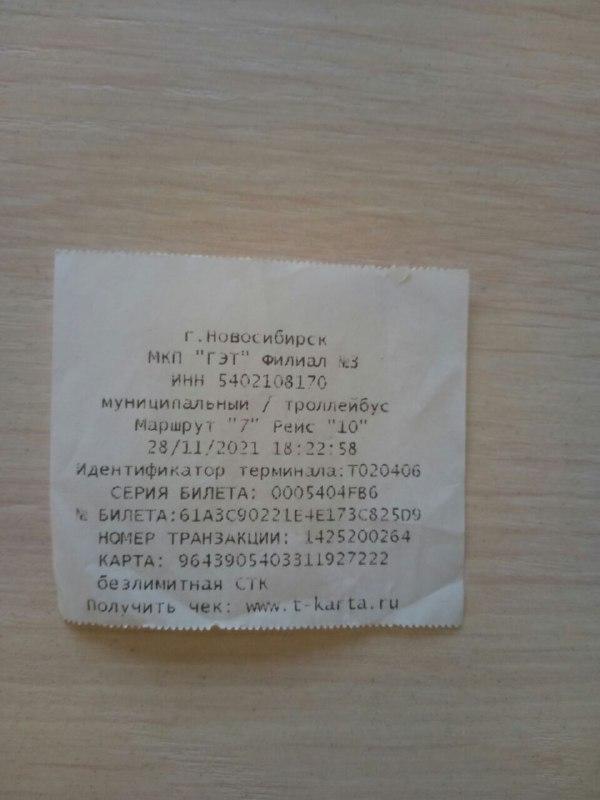 г.Новосибирск
МКП "ГЭТ" Филиал №3
ИНН 5402108170
муниципальный / троллейбус
Маршрут "7" Рейс "10"
28/11/2021 18:22:58
Идентификатор терминала:T020406
СЕРИЯ БИЛЕТА: 0005404FB6
№ БИЛЕТА:61A3C90221E4E173C825D9
НОМЕР ТРАНЗАКЦИИ: 1425200264
КАРТА: 9643905403311927222
безлимитная СТК
Получить чек: www.t-karta.ru